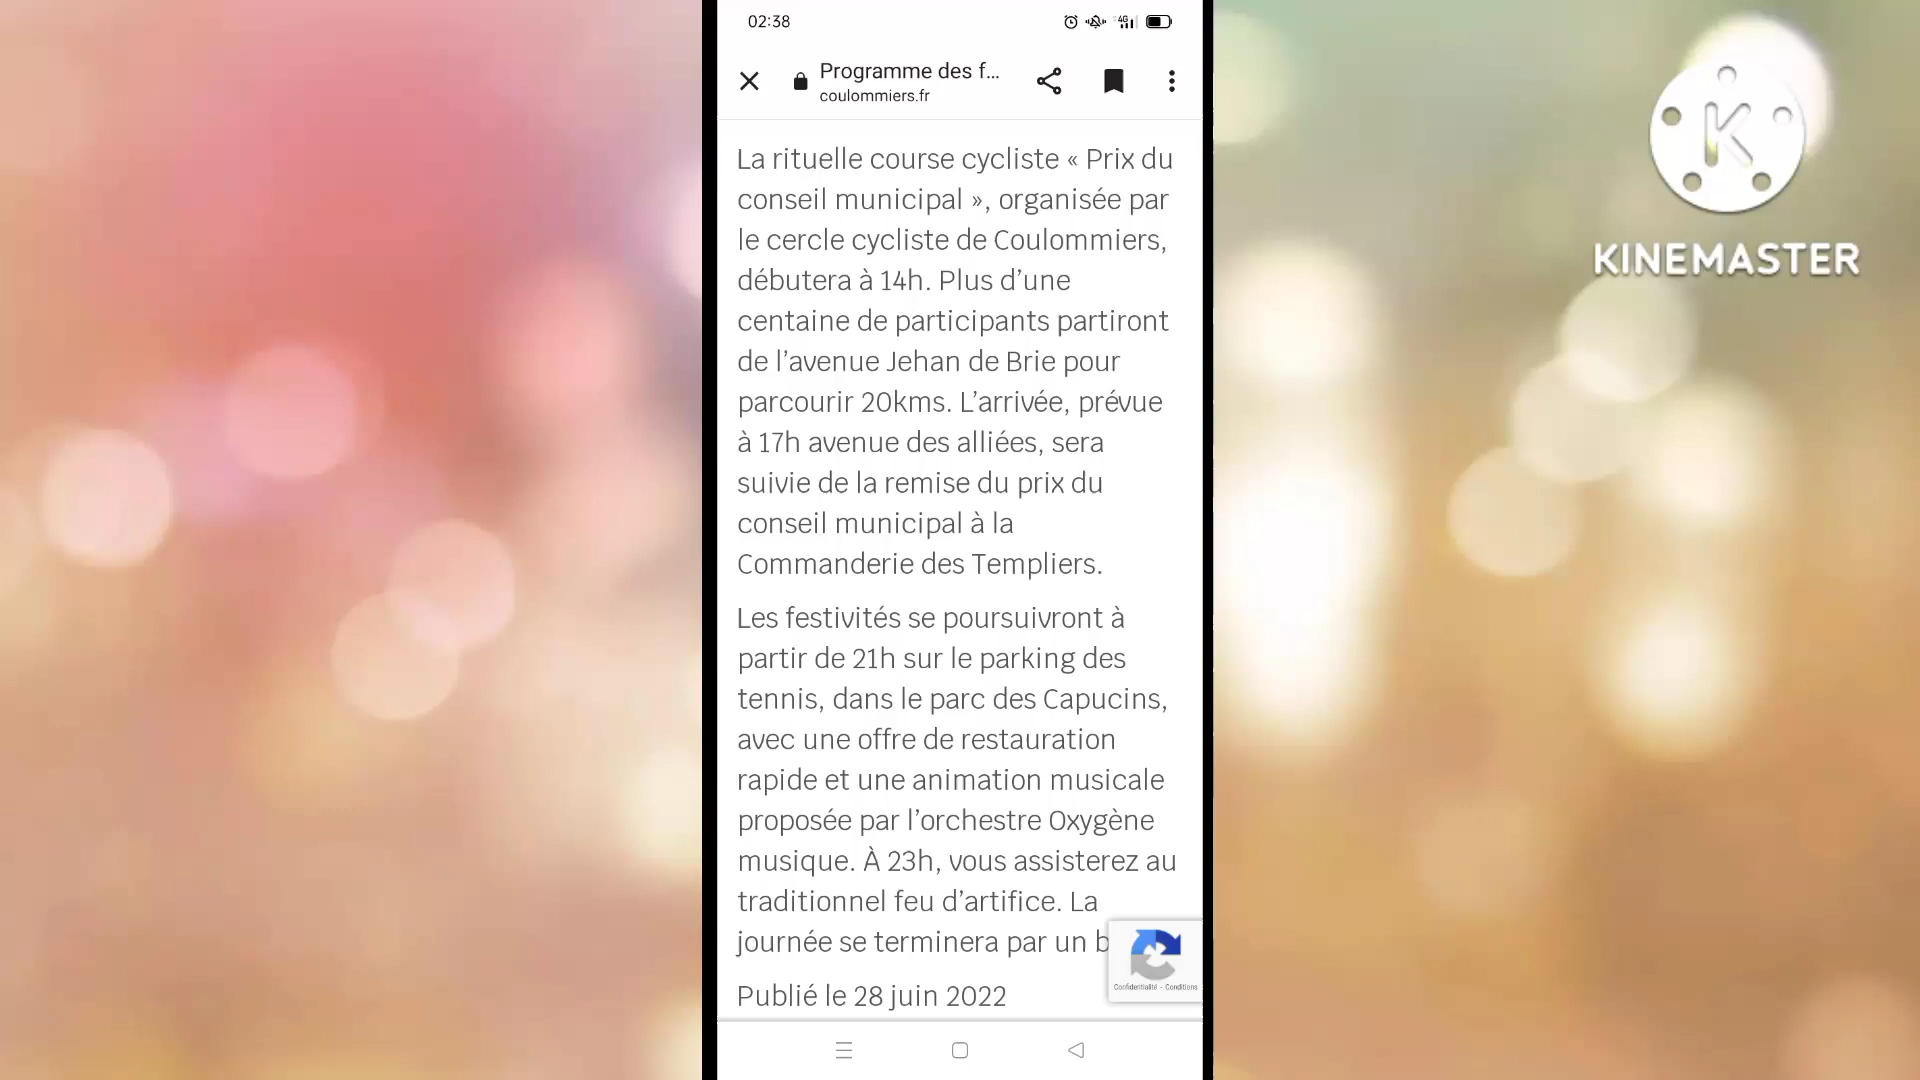 02:38
4G
Programme des f...
coulommiers.fr
La rituelle course cycliste « Prix du
conseil municipal », organisée par
le cercle cycliste de Coulommiers,
débutera à 14h. Plus d’une
centaine de participants partiront
de l’avenue Jehan de Brie pour
parcourir 20kms. L’arrivée, prévue
à 17h avenue des alliées, sera
suivie de la remise du prix du
conseil municipal à la
Commanderie des Templiers.
Les festivités se poursuivront à
partir de 21h sur le parking des
tennis, dans le parc des Capucins,
avec une offre de restauration
rapide et une animation musicale
proposée par l’orchestre Oxygène
musique. À 23h, vous assisterez au
traditionnel feu d’artifice. La
journée se terminera par un b
Publié le 28 juin 2022
Confidentialité - Conditions
K
KINEMASTER